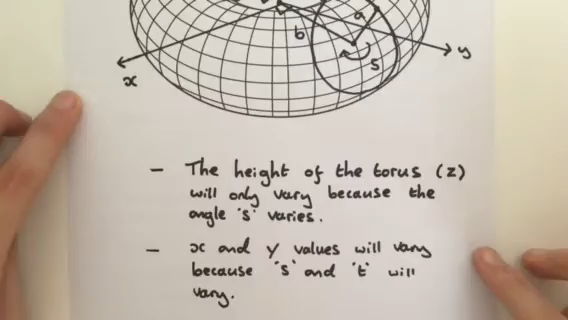 a
b
x
y
s
- The height of the torus (z)
will only vary because the
angle 's' varies.
- x and y values will vary
because 's' and 't' will
vary.